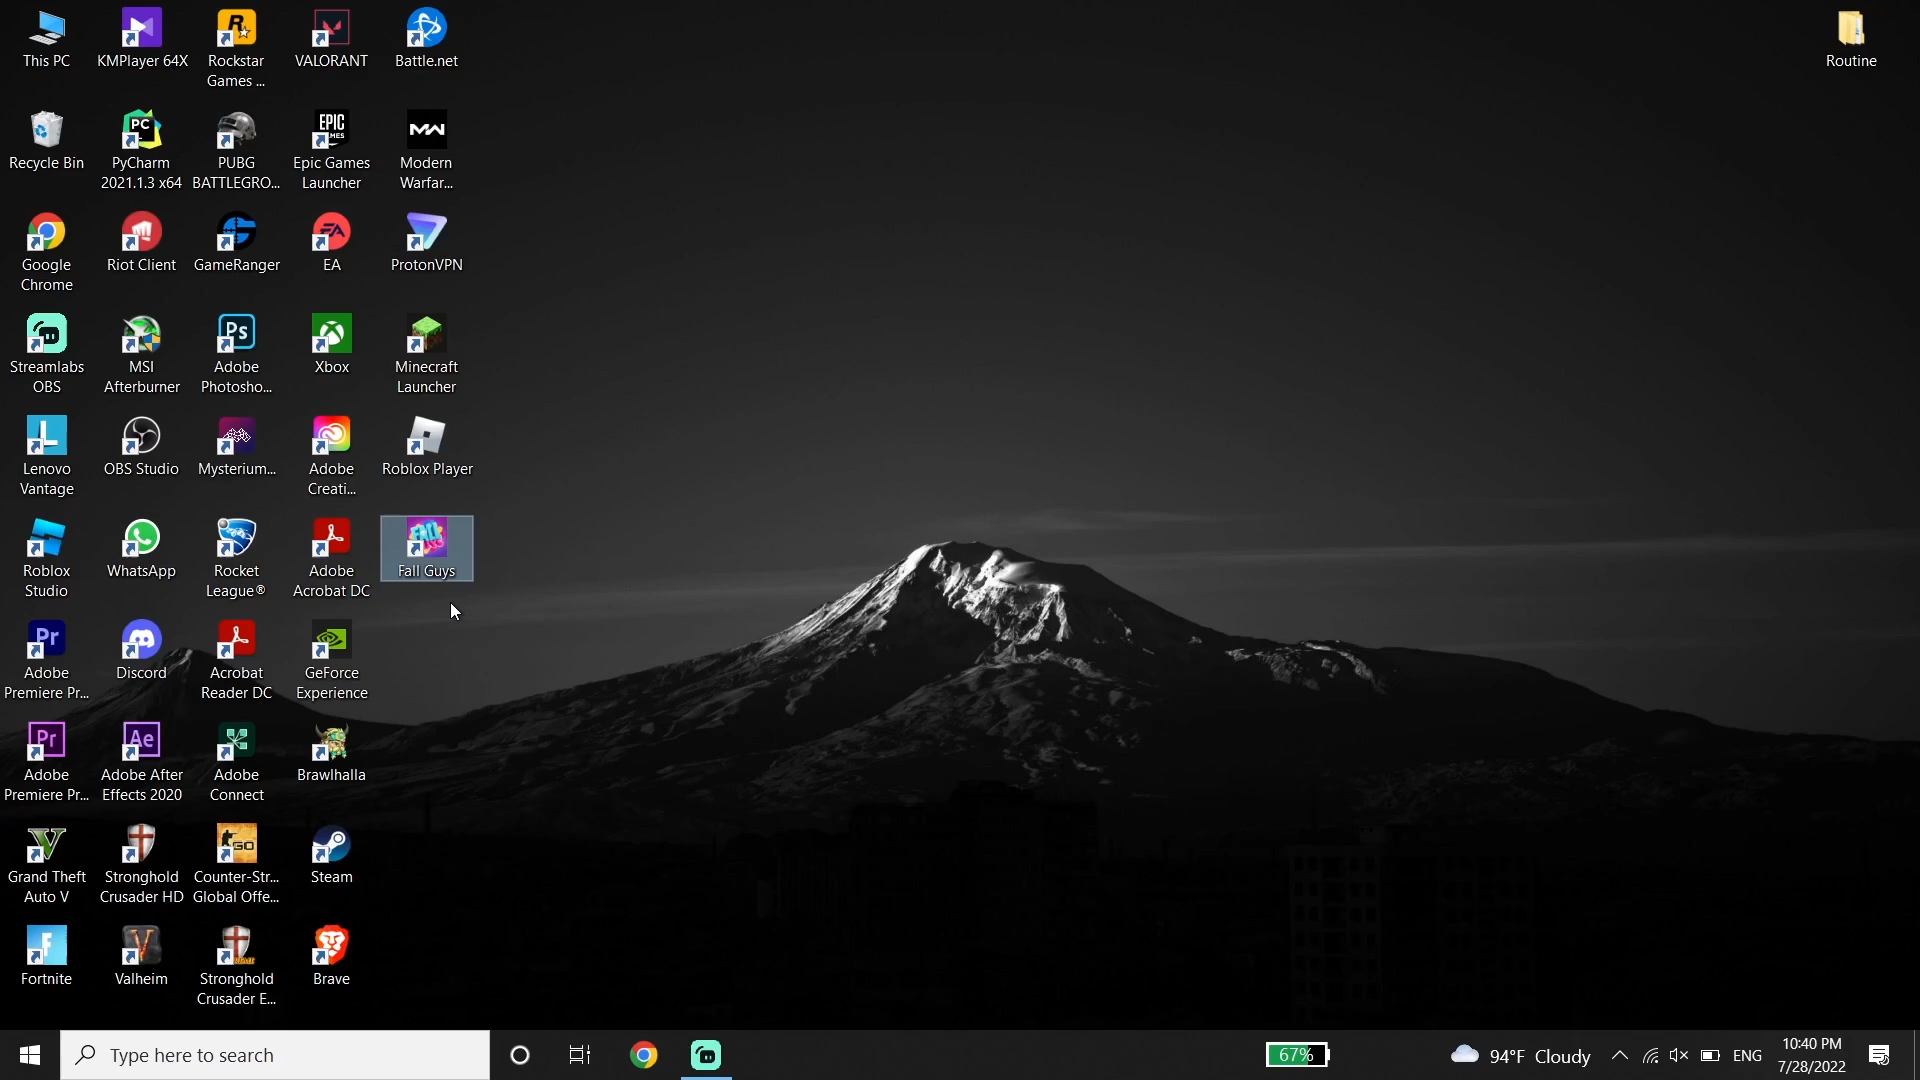 This PC
KMPlayer 64X
Rockstar
Games ...
VALORANT
Battle.net
Routine
Recycle Bin
PyCharm
2021.1.3 x64
PUBG
BATTLEGRO...
Epic Games
Launcher
Modern
Warfar...
Google
Chrome
Riot Client
GameRanger
EA
ProtonVPN
Streamlabs
OBS
MSI
Afterburner
Adobe
Photosho...
Xbox
Minecraft
Launcher
Lenovo
Vantage
OBS Studio
Mysterium...
Adobe
Creati...
Roblox Player
Roblox
Studio
WhatsApp
Rocket
League®
Adobe
Acrobat DC
Fall Guys
Adobe
Premiere Pr...
Discord
Acrobat
Reader DC
GeForce
Experience
Adobe
Premiere Pr...
Adobe After
Effects 2020
Adobe
Connect
Brawlhalla
Grand Theft
Auto V
Stronghold
Crusader HD
Counter-Str...
Global Offe...
Steam
Fortnite
Valheim
Stronghold
Crusader E...
Brave
Type here to search
67%
94°F Cloudy
ENG
10:40 PM
7/28/2022